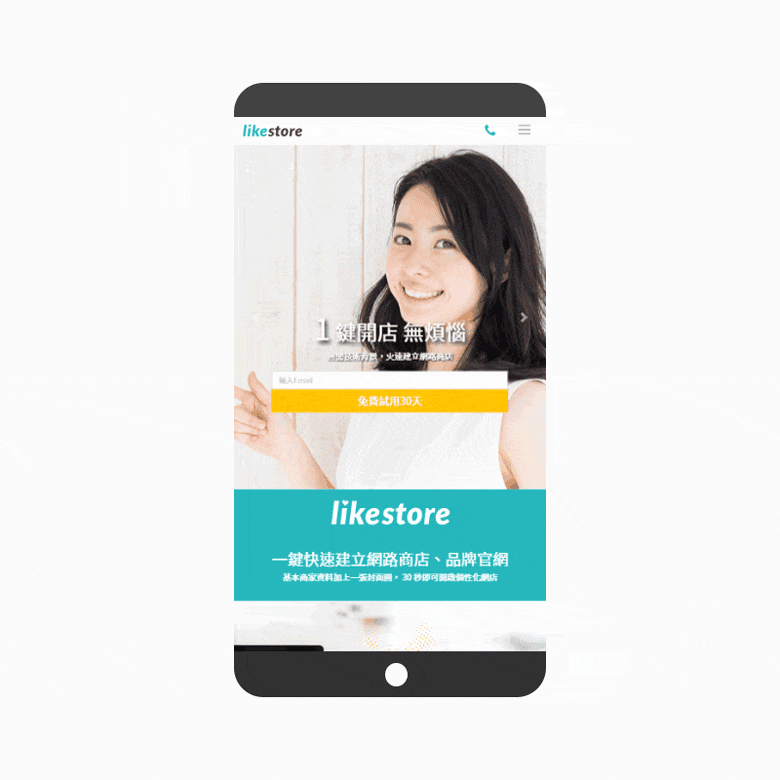 likestore
1 鍵開店 無煩惱
無需技術背景，火速建立網路商店
輸入Email
免費試用30天
likestore
一鍵快速建立網路商店、品牌官網
基本商家資料加上一張封面圖，30 秒即可開啟個性化網店